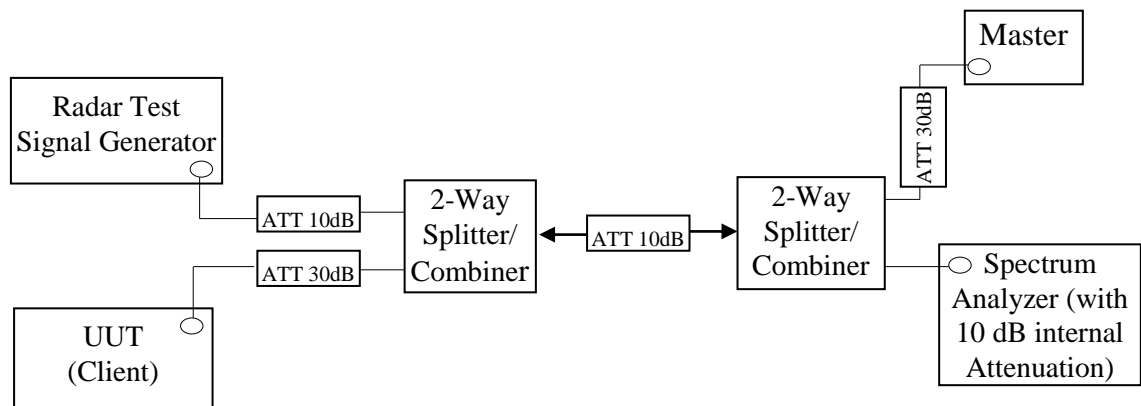 Radar Test
Signal Generator
ATT 10dB
ATT 30dB
UUT
(Client)
2-Way
Splitter/
Combiner
ATT 10dB
2-Way
Splitter/
Combiner
ATT 30dB
Master
Spectrum
Analyzer (with
10 dB internal
Attenuation)